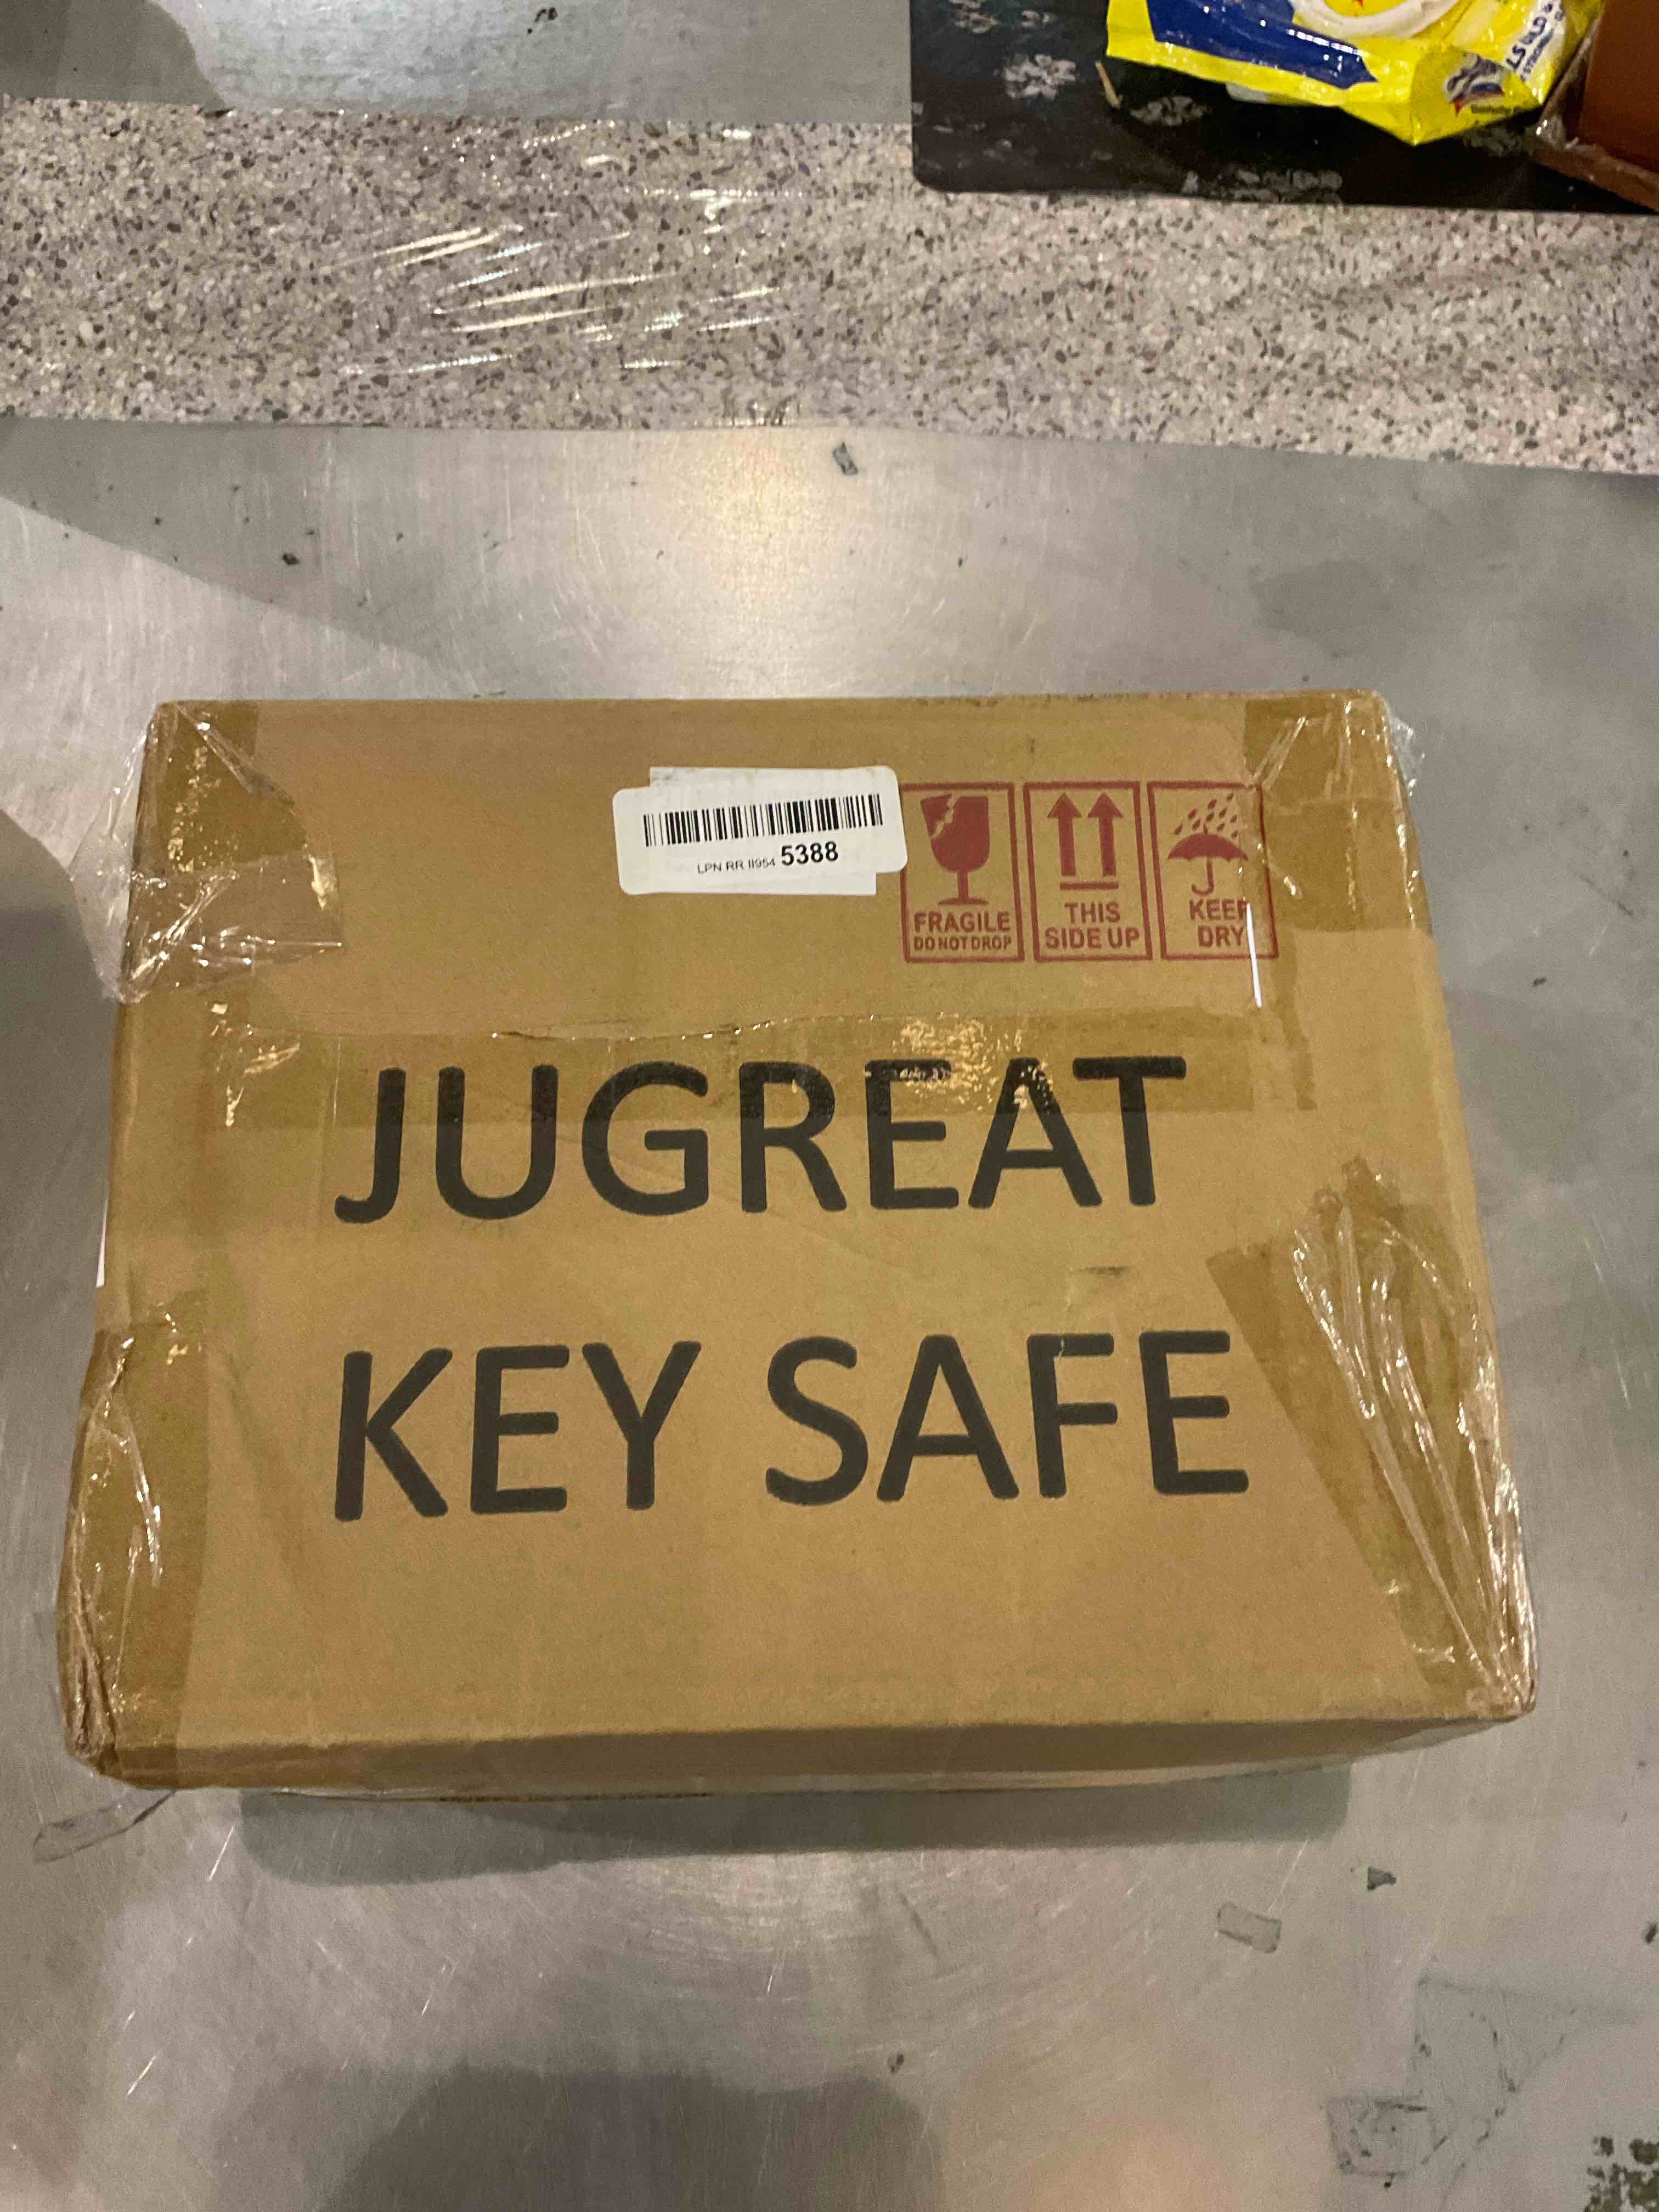 LPN RR II954 5388
FRAGILE
DO NOT DROP
THIS
SIDE UP
KEEP
DRY
JUGREAT
KEY SAFE